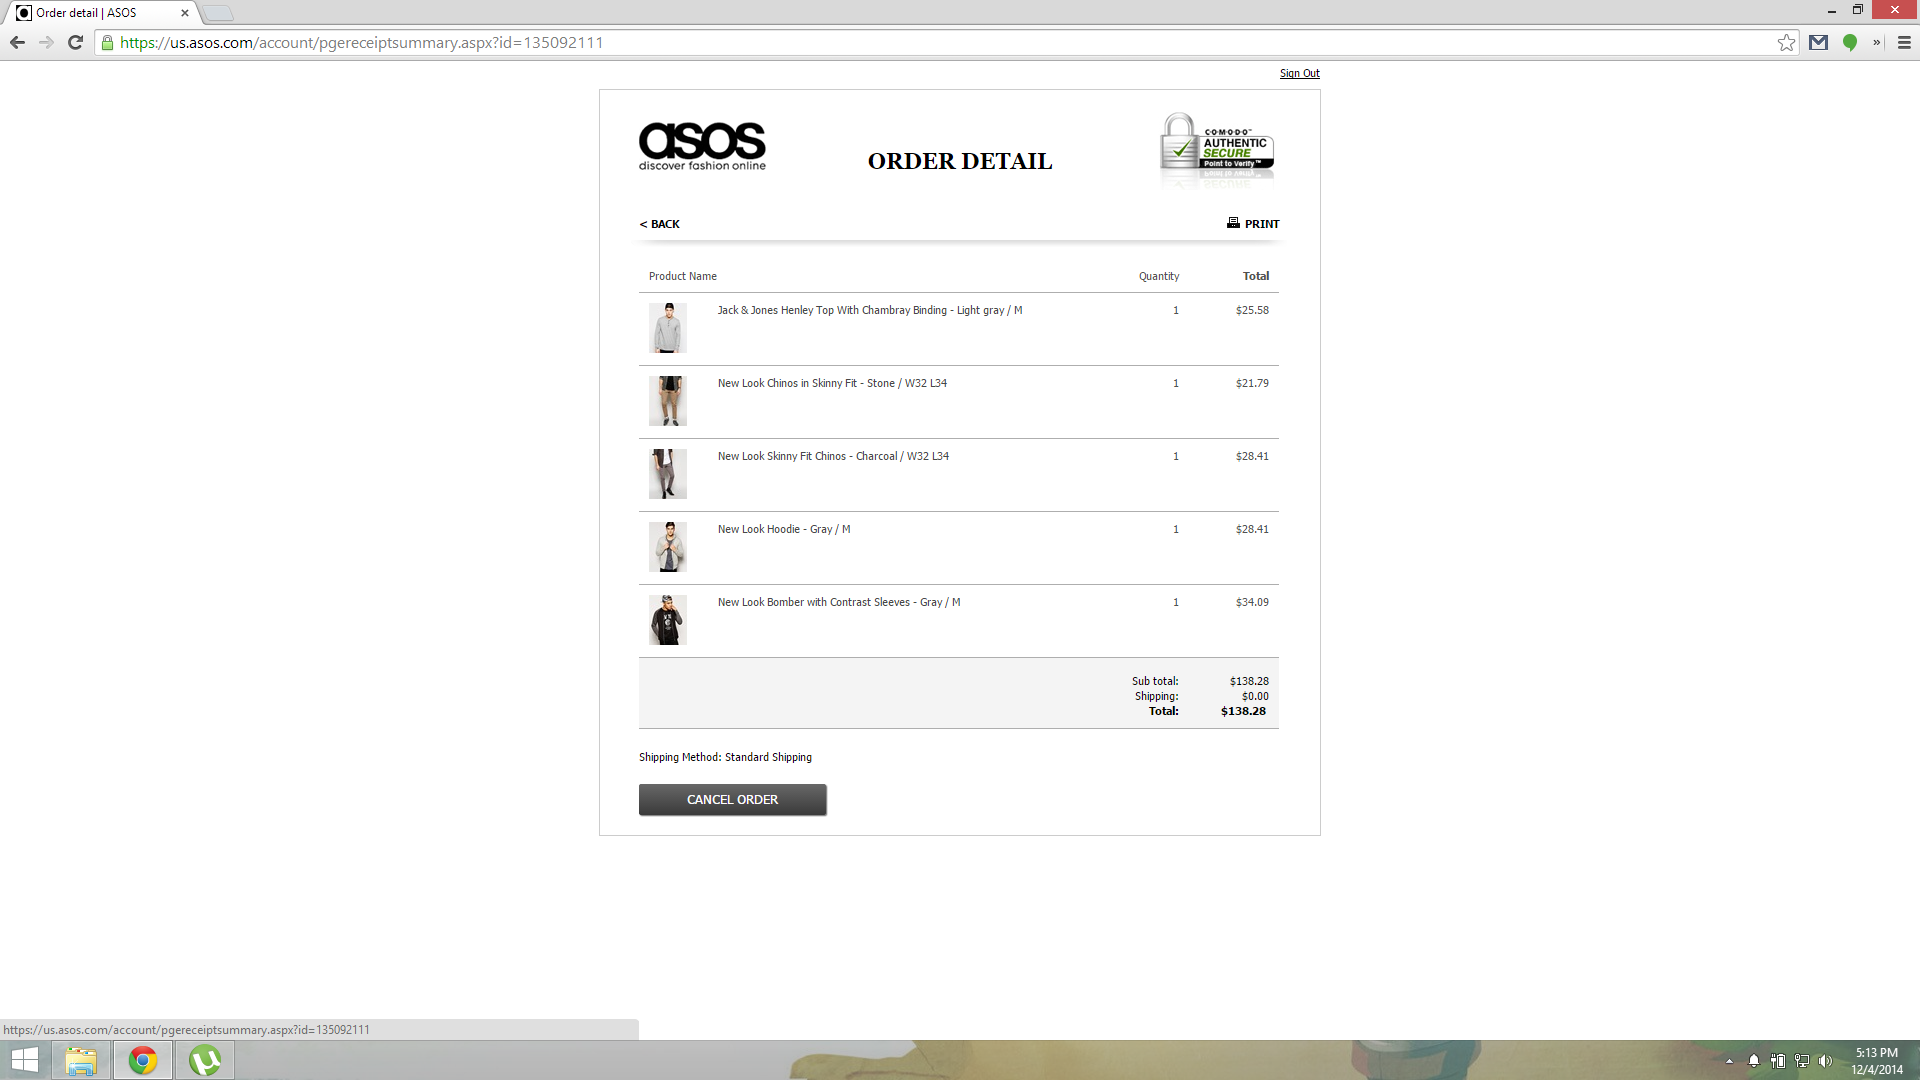 Order detail | ASOS
https://us.asos.com/account/pgereceiptsummary.aspx?id=135092111
Sign Out
asos
discover fashion online
ORDER DETAIL
COMODO™
AUTHENTIC
SECURE
Point to Verify™
< BACK
PRINT
Product Name Quantity Total
Jack & Jones Henley Top With Chambray Binding - Light gray / M 1 $25.58
New Look Chinos in Skinny Fit - Stone / W32 L34 1 $21.79
New Look Skinny Fit Chinos - Charcoal / W32 L34 1 $28.41
New Look Hoodie - Gray / M 1 $28.41
New Look Bomber with Contrast Sleeves - Gray / M 1 $34.09
Sub total: $138.28
Shipping: $0.00
Total: $138.28
Shipping Method: Standard Shipping
CANCEL ORDER
https://us.asos.com/account/pgereceiptsummary.aspx?id=135092111
5:13 PM
12/4/2014